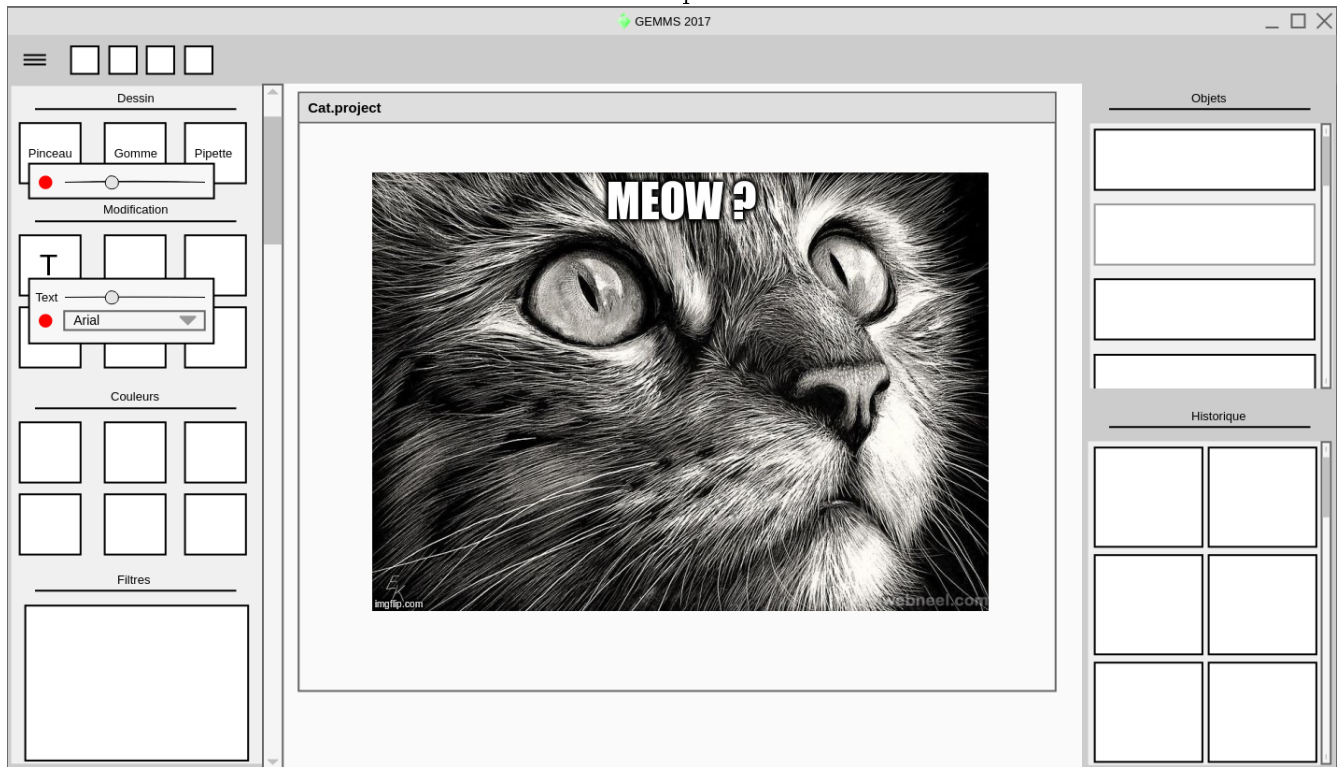 GEMMS 2017
Dessin
Pinceau Gomme Pipette
Modification
T
Text
Arial
Couleurs
Filtres
Cat.project
MEOW ?
imgflip.com
webneel.com
Objets
Historique